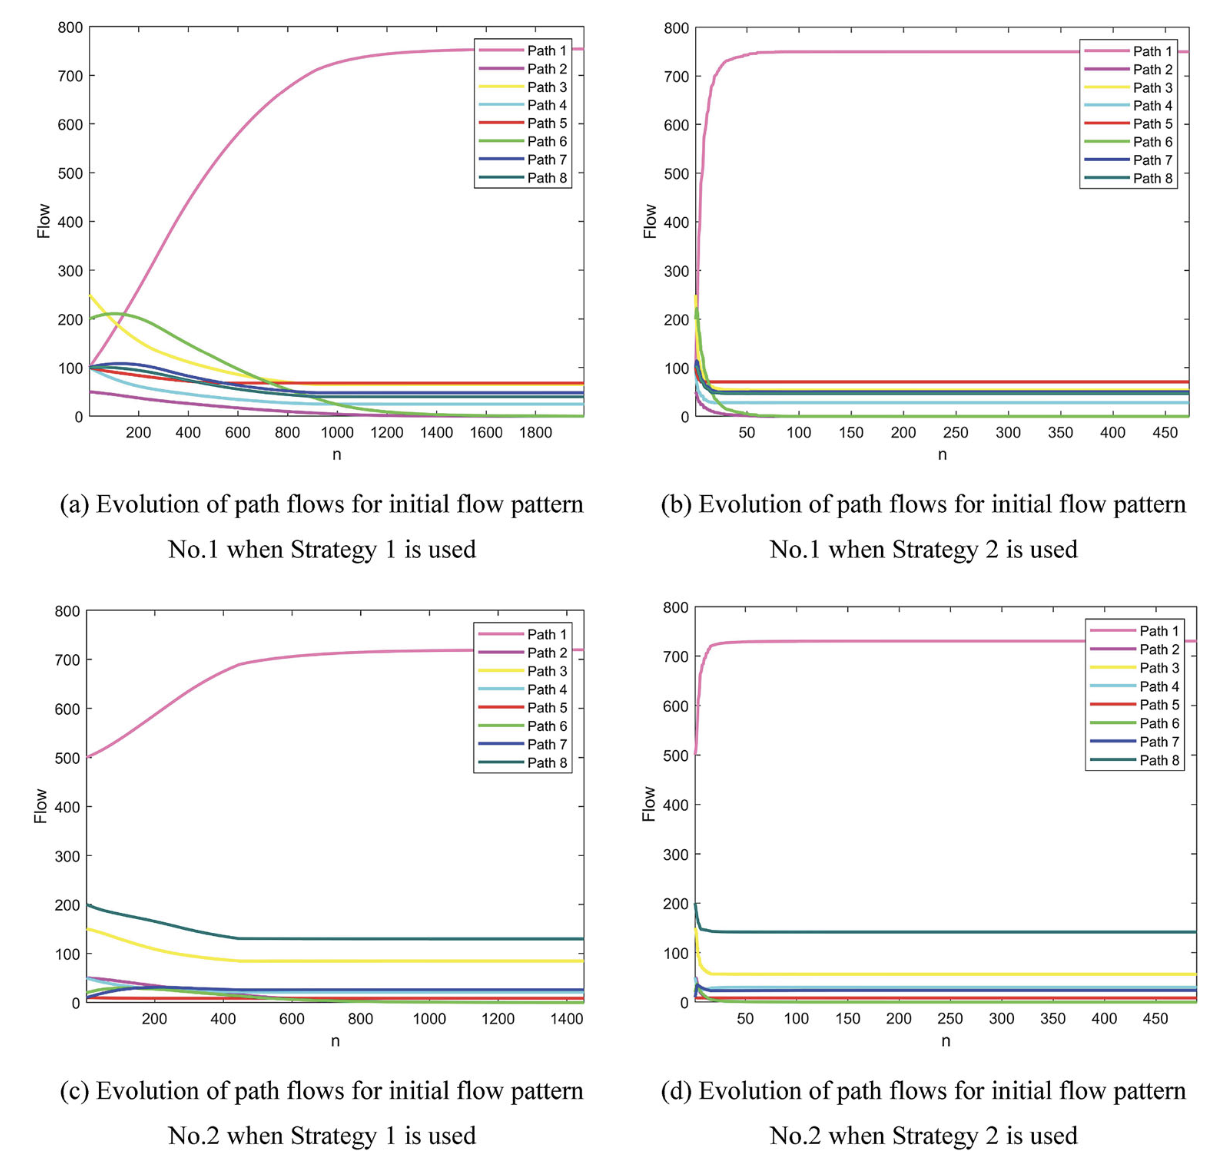 800
700
600
500
400
300
200
100
0
Flow
200 400 600 800 1000 1200 1400 1600 1800
n
Path 1
Path 2
Path 3
Path 4
Path 5
Path 6
Path 7
Path 8
(a) Evolution of path flows for initial flow pattern
No.1 when Strategy 1 is used
800
700
600
500
400
300
200
100
0
Flow
50 100 150 200 250 300 350 400 450
n
Path 1
Path 2
Path 3
Path 4
Path 5
Path 6
Path 7
Path 8
(b) Evolution of path flows for initial flow pattern
No.1 when Strategy 2 is used
800
700
600
500
400
300
200
100
0
Flow
200 400 600 800 1000 1200 1400
n
Path 1
Path 2
Path 3
Path 4
Path 5
Path 6
Path 7
Path 8
(c) Evolution of path flows for initial flow pattern
No.2 when Strategy 1 is used
800
700
600
500
400
300
200
100
0
Flow
50 100 150 200 250 300 350 400 450
n
Path 1
Path 2
Path 3
Path 4
Path 5
Path 6
Path 7
Path 8
(d) Evolution of path flows for initial flow pattern
No.2 when Strategy 2 is used